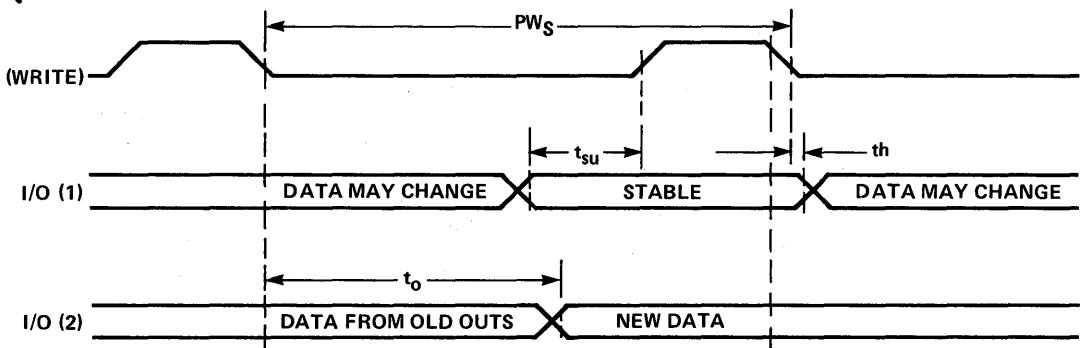 PWS
(WRITE)
tsu
th
I/O (1)
DATA MAY CHANGE
STABLE
DATA MAY CHANGE
to
I/O (2)
DATA FROM OLD OUTS
NEW DATA